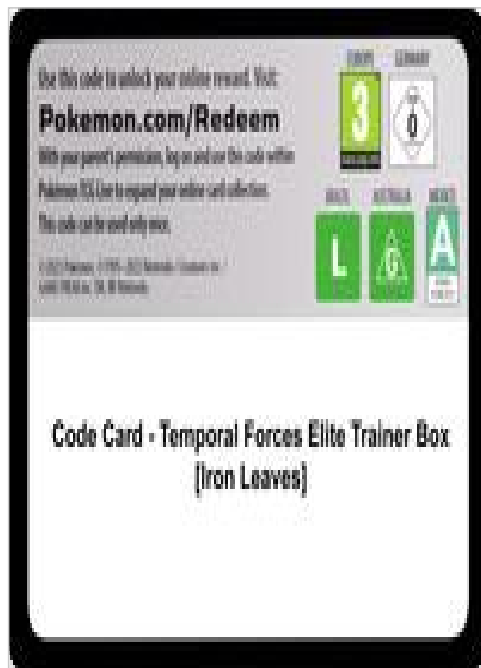 Use this code to unlock your online reward. Visit:
Pokemon.com/Redeem
With your parent's permission, log on and use this code within
Pokémon TCG Live to expand your online card collection.
This code can be used only once.
EUROPE GERMANY
3
0
BRAZIL AUSTRALIA MEXICO
L
G
A
Code Card - Temporal Forces Elite Trainer Box
[Iron Leaves]